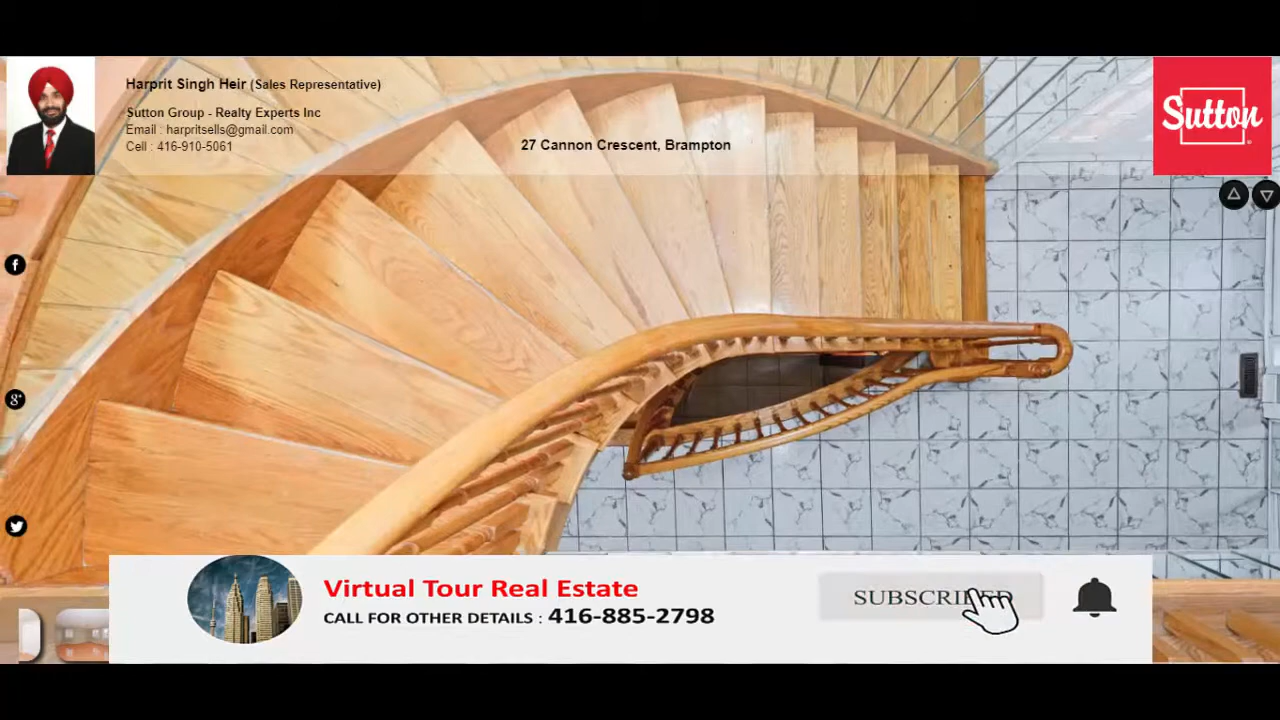 Harprit Singh Heir (Sales Representative)
Sutton Group - Realty Experts Inc
Email : harpritsells@gmail.com
Cell : 416-910-5061
27 Cannon Crescent, Brampton
Sutton
f
g+
Virtual Tour Real Estate
CALL FOR OTHER DETAILS : 416-885-2798
SUBSCRIBED